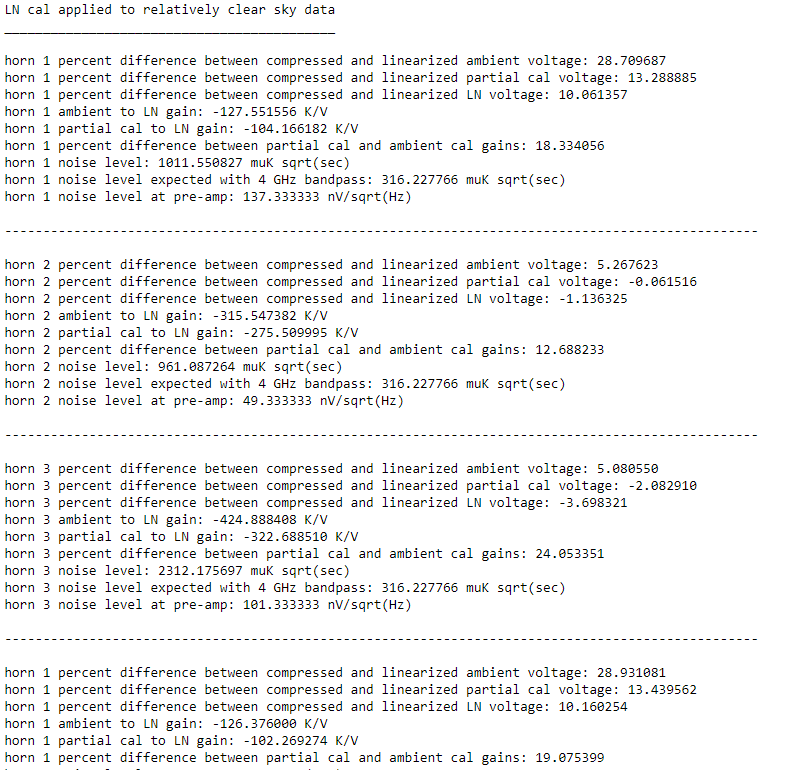 LN cal applied to relatively clear sky data
___________________________________________
horn 1 percent difference between compressed and linearized ambient voltage: 28.709687
horn 1 percent difference between compressed and linearized partial cal voltage: 13.288885
horn 1 percent difference between compressed and linearized LN voltage: 10.061357
horn 1 ambient to LN gain: -127.551556 K/V
horn 1 partial cal to LN gain: -104.166182 K/V
horn 1 percent difference between partial cal and ambient cal gains: 18.334056
horn 1 noise level: 1011.550827 muK sqrt(sec)
horn 1 noise level expected with 4 GHz bandpass: 316.227766 muK sqrt(sec)
horn 1 noise level at pre-amp: 137.333333 nV/sqrt(Hz)
--------------------------------------------------------------------------------------------------
horn 2 percent difference between compressed and linearized ambient voltage: 5.267623
horn 2 percent difference between compressed and linearized partial cal voltage: -0.061516
horn 2 percent difference between compressed and linearized LN voltage: -1.136325
horn 2 ambient to LN gain: -315.547382 K/V
horn 2 partial cal to LN gain: -275.509995 K/V
horn 2 percent difference between partial cal and ambient cal gains: 12.688233
horn 2 noise level: 961.087264 muK sqrt(sec)
horn 2 noise level expected with 4 GHz bandpass: 316.227766 muK sqrt(sec)
horn 2 noise level at pre-amp: 49.333333 nV/sqrt(Hz)
--------------------------------------------------------------------------------------------------
horn 3 percent difference between compressed and linearized ambient voltage: 5.080550
horn 3 percent difference between compressed and linearized partial cal voltage: -2.082910
horn 3 percent difference between compressed and linearized LN voltage: -3.698321
horn 3 ambient to LN gain: -424.888408 K/V
horn 3 partial cal to LN gain: -322.688510 K/V
horn 3 percent difference between partial cal and ambient cal gains: 24.053351
horn 3 noise level: 2312.175697 muK sqrt(sec)
horn 3 noise level expected with 4 GHz bandpass: 316.227766 muK sqrt(sec)
horn 3 noise level at pre-amp: 101.333333 nV/sqrt(Hz)
--------------------------------------------------------------------------------------------------
horn 1 percent difference between compressed and linearized ambient voltage: 28.931081
horn 1 percent difference between compressed and linearized partial cal voltage: 13.439562
horn 1 percent difference between compressed and linearized LN voltage: 10.160254
horn 1 ambient to LN gain: -126.376000 K/V
horn 1 partial cal to LN gain: -102.269274 K/V
horn 1 percent difference between partial cal and ambient cal gains: 19.075399